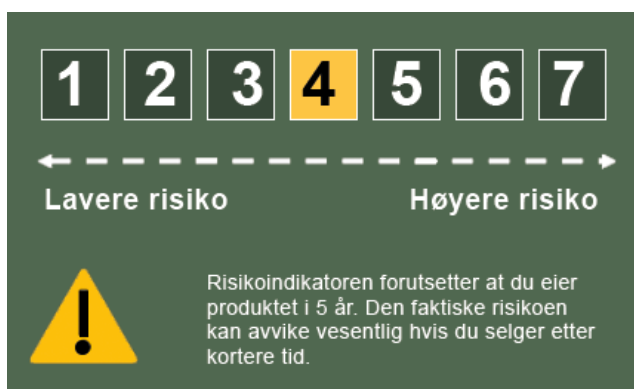 1 2 3 4 5 6 7
Lavere risiko Høyere risiko
Risikoindikatoren forutsetter at du eier
produktet i 5 år. Den faktiske risikoen
kan avvike vesentlig hvis du selger etter
kortere tid.